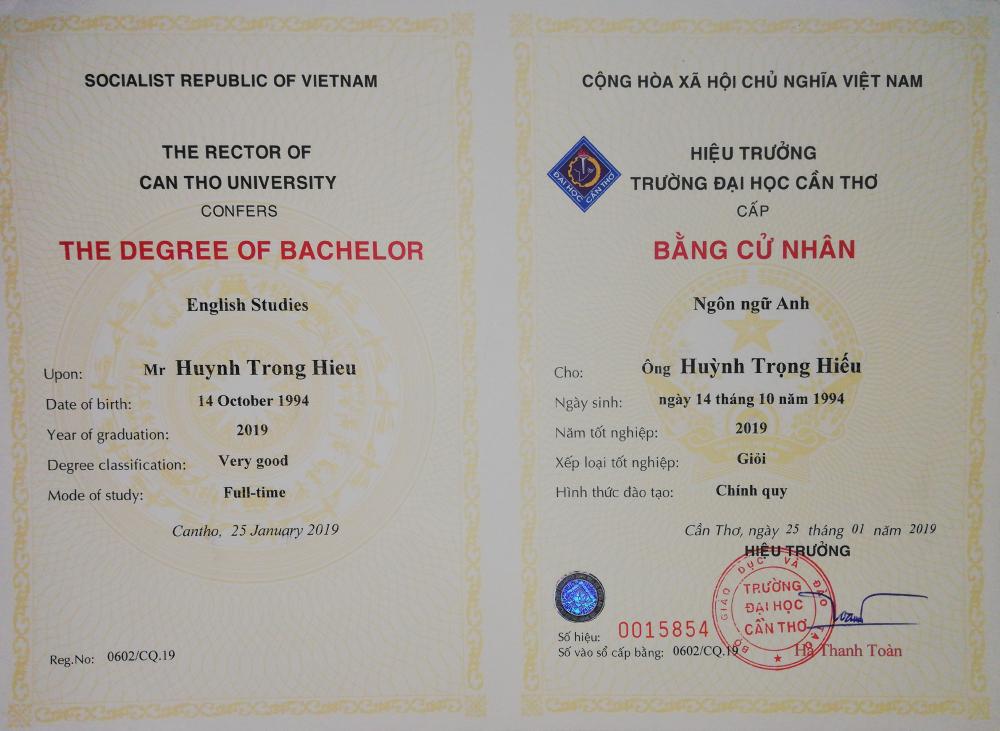 SOCIALIST REPUBLIC OF VIETNAM
THE RECTOR OF
CAN THO UNIVERSITY
CONFERS
THE DEGREE OF BACHELOR
English Studies
Upon: Mr Huynh Trong Hieu
Date of birth: 14 October 1994
Year of graduation: 2019
Degree classification: Very good
Mode of study: Full-time
Cantho, 25 January 2019
Reg.No: 0602/CQ.19
CỘNG HÒA XÃ HỘI CHỦ NGHĨA VIỆT NAM
ĐẠI HỌC CẦN THƠ
HIỆU TRƯỞNG
TRƯỜNG ĐẠI HỌC CẦN THƠ
CẤP
BẰNG CỬ NHÂN
Ngôn ngữ Anh
Cho: Ông Huỳnh Trọng Hiếu
Ngày sinh: ngày 14 tháng 10 năm 1994
Năm tốt nghiệp: 2019
Xếp loại tốt nghiệp: Giỏi
Hình thức đào tạo: Chính quy
Cần Thơ, ngày 25 tháng 01 năm 2019
HIỆU TRƯỞNG
BỘ GIÁO DỤC VÀ ĐÀO TẠO
TRƯỜNG
ĐẠI HỌC
CẦN THƠ
Số hiệu: 0015854
Số vào sổ cấp bằng: 0602/CQ.19
Hà Thanh Toàn